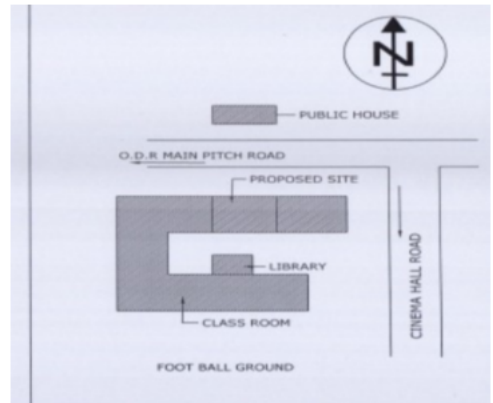 N
PUBLIC HOUSE
O.D.R MAIN PITCH ROAD
PROPOSED SITE
LIBRARY
CLASS ROOM
CINEMA HALL ROAD
FOOT BALL GROUND